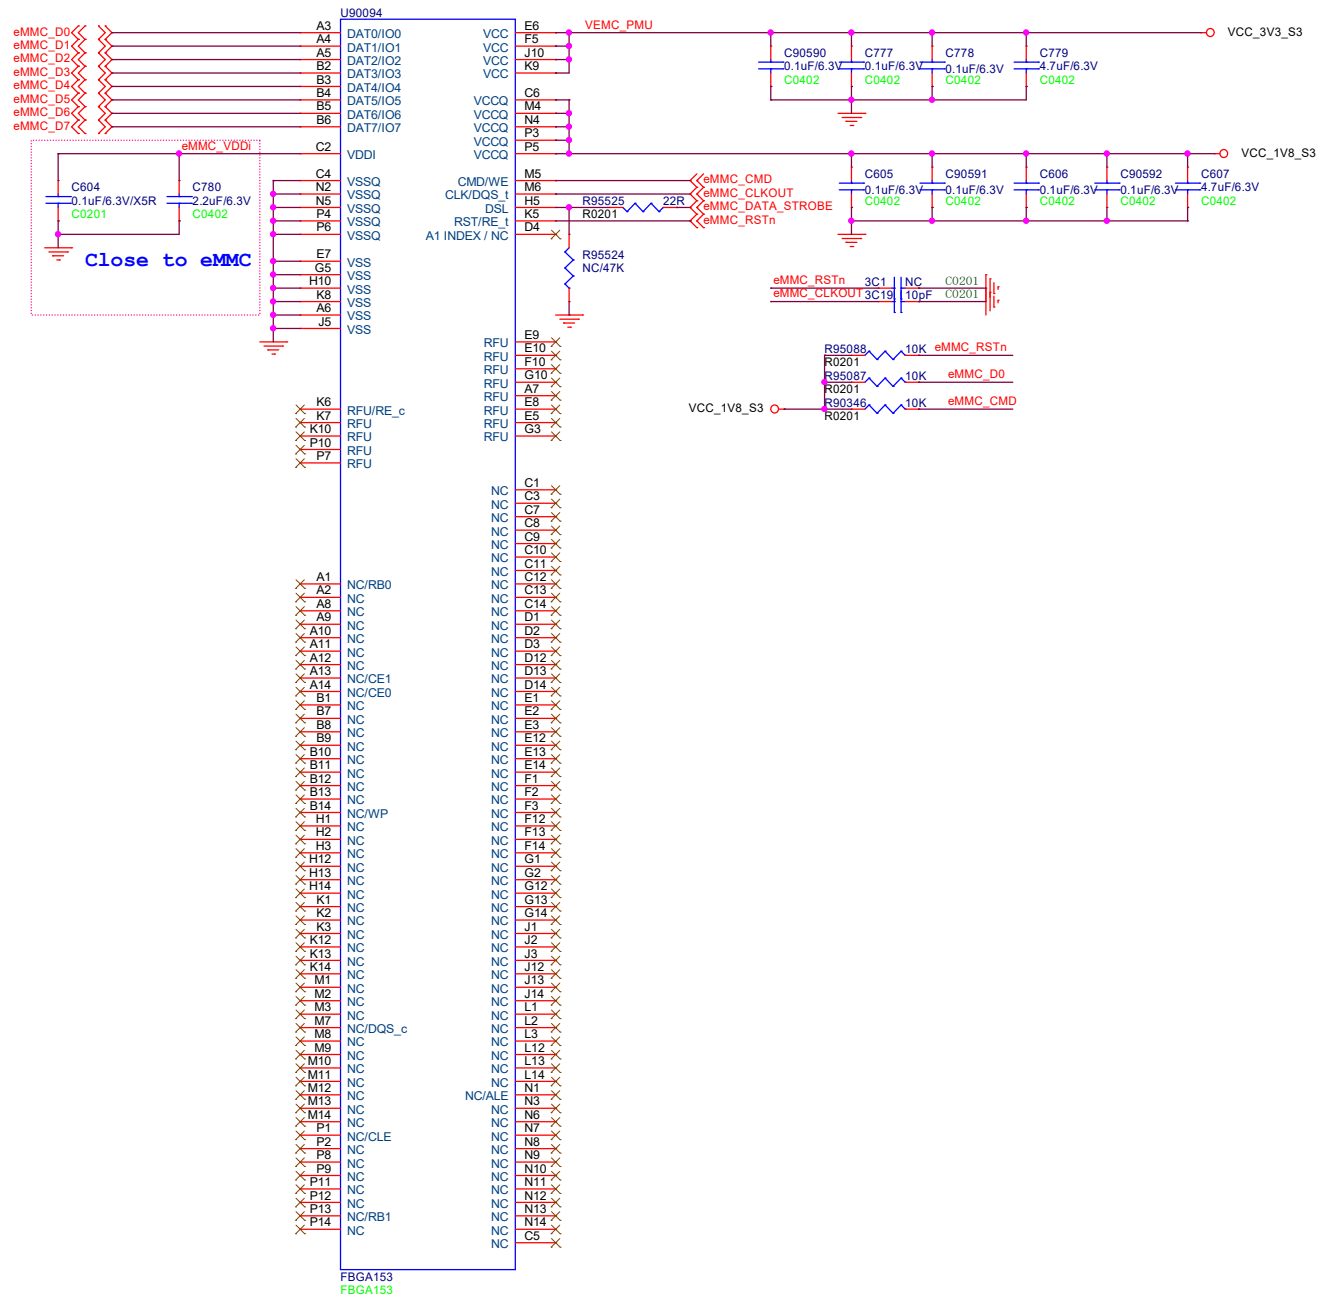 U90094
eMMC_D0 A3 DAT0/IO0
eMMC_D1 A4 DAT1/IO1
eMMC_D2 A5 DAT2/IO2
eMMC_D3 B2 DAT3/IO3
eMMC_D4 B3 DAT4/IO4
eMMC_D5 B4 DAT5/IO5
eMMC_D6 B5 DAT6/IO6
eMMC_D7 B6 DAT7/IO7
eMMC_VDDi C2 VDDI
C604
0.1uF/6.3V/X5R
C0201
C780
2.2uF/6.3V
C0402
Close to eMMC
C4 VSSQ
N2 VSSQ
N5 VSSQ
P4 VSSQ
P6 VSSQ
E7 VSS
G5 VSS
H10 VSS
K8 VSS
A6 VSS
J5 VSS
K6 RFU/RE_c
K7 RFU
K10 RFU
P10 RFU
P7 RFU
A1 NC/RB0
A2 NC
A8 NC
A9 NC
A10 NC
A11 NC
A12 NC
A13 NC/CE1
A14 NC/CE0
B1 NC
B7 NC
B8 NC
B9 NC
B10 NC
B11 NC
B12 NC
B13 NC
B14 NC/WP
H1 NC
H2 NC
H3 NC
H12 NC
H13 NC
H14 NC
K1 NC
K2 NC
K3 NC
K12 NC
K13 NC
K14 NC
M1 NC
M2 NC
M3 NC
M7 NC/DQS_c
M8 NC
M9 NC
M10 NC
M11 NC
M12 NC
M13 NC
M14 NC
P1 NC/CLE
P2 NC
P8 NC
P9 NC
P11 NC
P12 NC
P13 NC/RB1
P14 NC
VCC E6 VEMC_PMU VCC_3V3_S3
VCC F5
VCC J10
VCC K9
C90590
0.1uF/6.3V
C0402
C777
0.1uF/6.3V
C0402
C778
0.1uF/6.3V
C0402
C779
4.7uF/6.3V
C0402
VCCQ C6
VCCQ M4
VCCQ N4
VCCQ P3
VCCQ P5 VCC_1V8_S3
C605
0.1uF/6.3V
C0402
C90591
0.1uF/6.3V
C0402
C606
0.1uF/6.3V
C0402
C90592
0.1uF/6.3V
C0402
C607
4.7uF/6.3V
C0402
CMD/WE M5 eMMC_CMD
CLK/DQS_t M6 eMMC_CLKOUT
DSL H5 R95525 22R eMMC_DATA_STROBE
R0201
RST/RE_t K5 eMMC_RSTn
A1 INDEX / NC D4
R95524
NC/47K
eMMC_RSTn 3C1 NC C0201
eMMC_CLKOUT 3C19 10pF C0201
R95088 10K eMMC_RSTn
R0201
R95087 10K eMMC_D0
R0201
VCC_1V8_S3 R90346 10K eMMC_CMD
R0201
RFU E9
RFU E10
RFU F10
RFU G10
RFU A7
RFU E8
RFU E5
RFU G3
NC C1
NC C3
NC C7
NC C8
NC C9
NC C10
NC C11
NC C12
NC C13
NC C14
NC D1
NC D2
NC D3
NC D12
NC D13
NC D14
NC E1
NC E2
NC E3
NC E12
NC E13
NC E14
NC F1
NC F2
NC F3
NC F12
NC F13
NC F14
NC G1
NC G2
NC G12
NC G13
NC G14
NC J1
NC J2
NC J3
NC J12
NC J13
NC J14
NC L1
NC L2
NC L3
NC L12
NC L13
NC L14
NC/ALE N1
NC N3
NC N6
NC N7
NC N8
NC N9
NC N10
NC N11
NC N12
NC N13
NC N14
NC C5
FBGA153
FBGA153